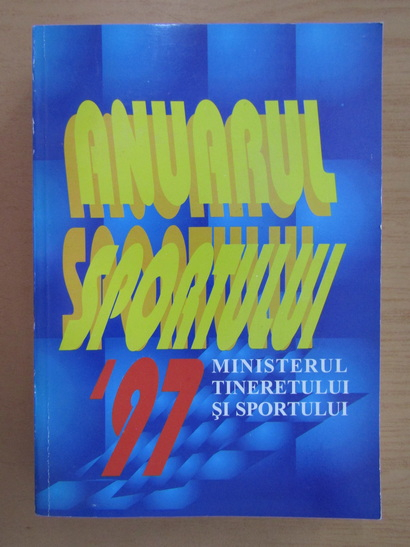 ANUARUL
SPORTULUI
'97
MINISTERUL
TINERETULUI
ŞI SPORTULUI